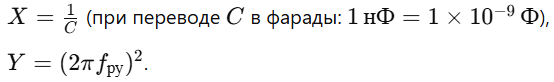 X = 1/C (при переводе C в фарады: 1 нФ = 1 × 10⁻⁹ Ф),
Y = (2πf_ру)².